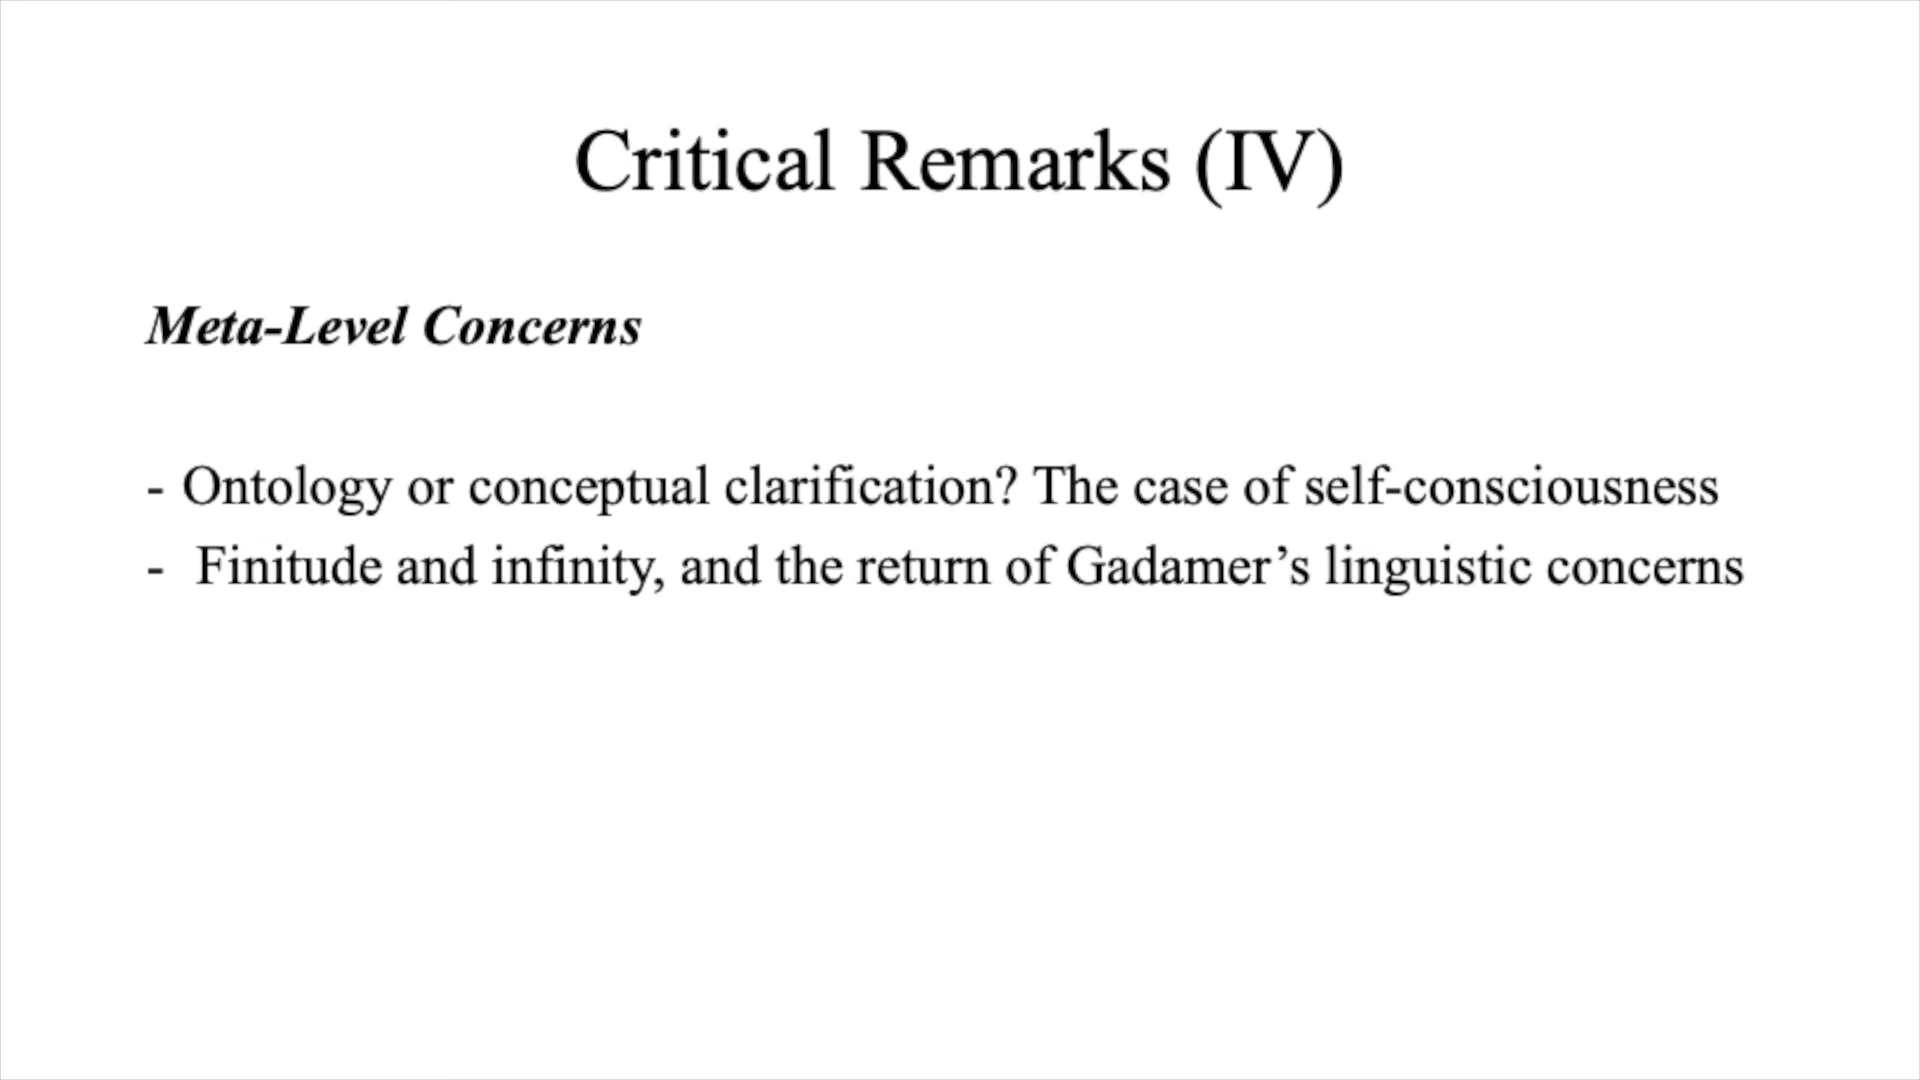 Critical Remarks (IV)
Meta-Level Concerns
- Ontology or conceptual clarification? The case of self-consciousness
- Finitude and infinity, and the return of Gadamer’s linguistic concerns